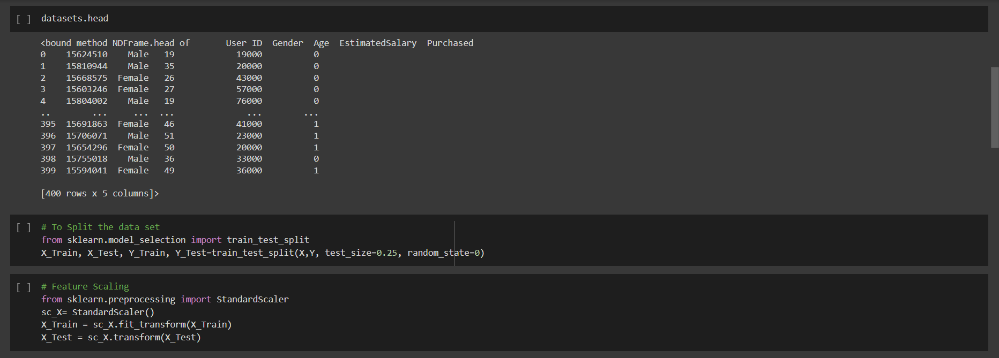 [ ] datasets.head
<bound method NDFrame.head of       User ID  Gender  Age  EstimatedSalary  Purchased
0    15624510    Male   19            19000          0
1    15810944    Male   35            20000          0
2    15668575  Female   26            43000          0
3    15603246  Female   27            57000          0
4    15804002    Male   19            76000          0
..        ...     ...  ...              ...        ...
395  15691863  Female   46            41000          1
396  15706071    Male   51            23000          1
397  15654296  Female   50            20000          1
398  15755018    Male   36            33000          0
399  15594041  Female   49            36000          1
[400 rows x 5 columns]>
[ ] # To Split the data set
from sklearn.model_selection import train_test_split
X_Train, X_Test, Y_Train, Y_Test=train_test_split(X,Y, test_size=0.25, random_state=0)
[ ] # Feature Scaling
from sklearn.preprocessing import StandardScaler
sc_X= StandardScaler()
X_Train = sc_X.fit_transform(X_Train)
X_Test = sc_X.transform(X_Test)